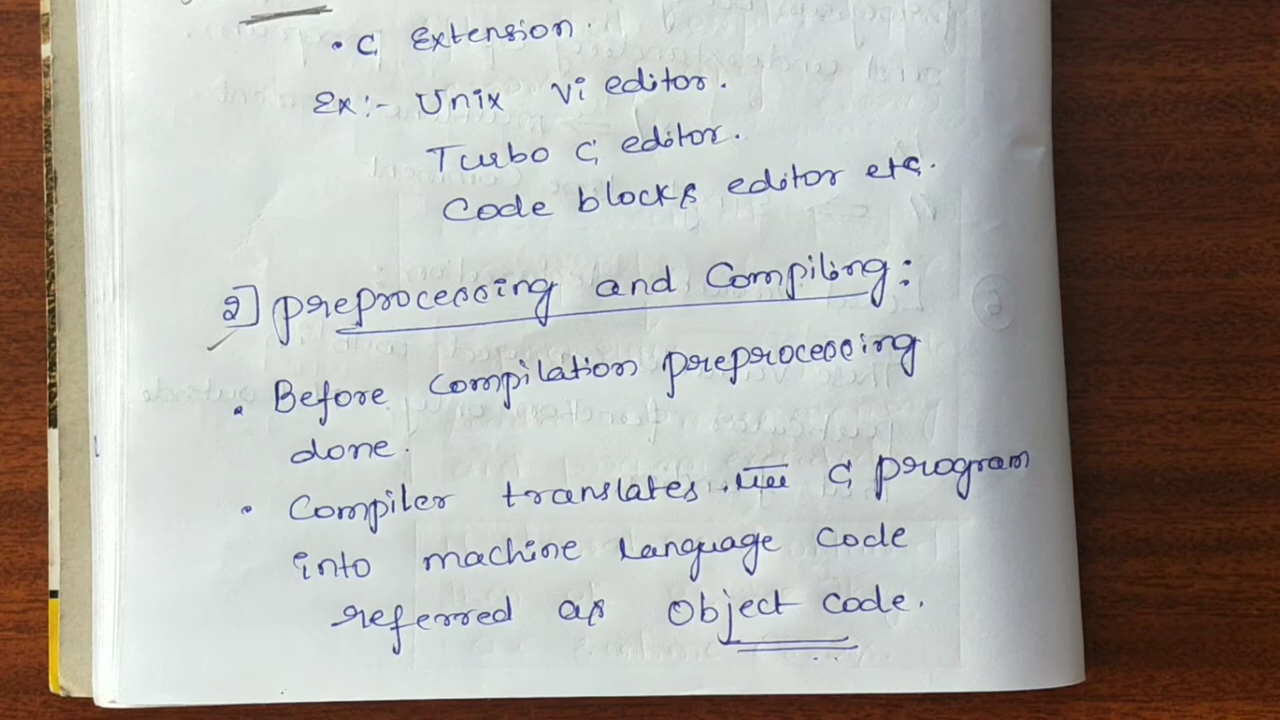 .C Extension.
Ex:- Unix Vi editor.
Turbo C editor.
Code blocks editor etc.
2] preprocessing and Compiling:
• Before compilation preprocessing
done.
• Compiler translates C program
into machine language code
referred as Object code.